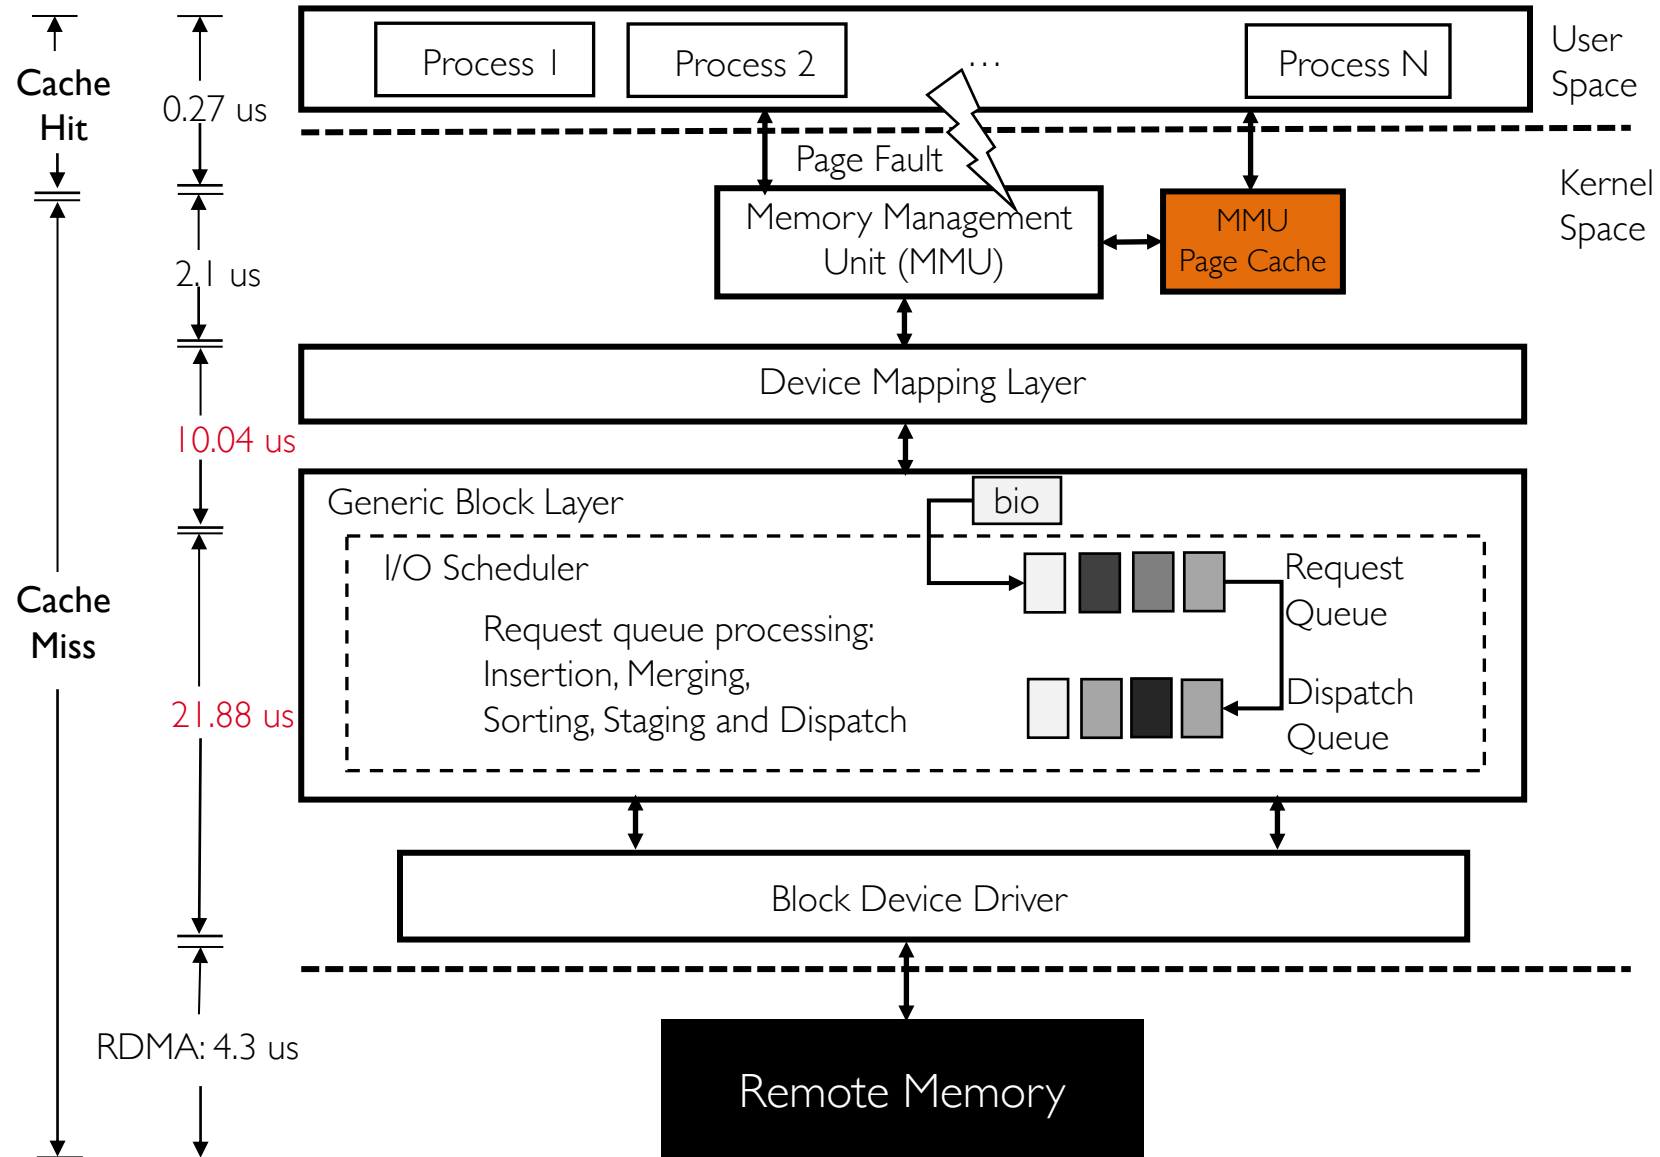 Process 1
Process 2
...
Process N
User
Space
Cache
Hit
0.27 us
Page Fault
Kernel
Space
Memory Management
Unit (MMU)
MMU
Page Cache
2.1 us
Device Mapping Layer
10.04 us
Generic Block Layer
bio
I/O Scheduler
Request
Queue
Request queue processing:
Insertion, Merging,
Sorting, Staging and Dispatch
Dispatch
Queue
Cache
Miss
21.88 us
Block Device Driver
RDMA: 4.3 us
Remote Memory